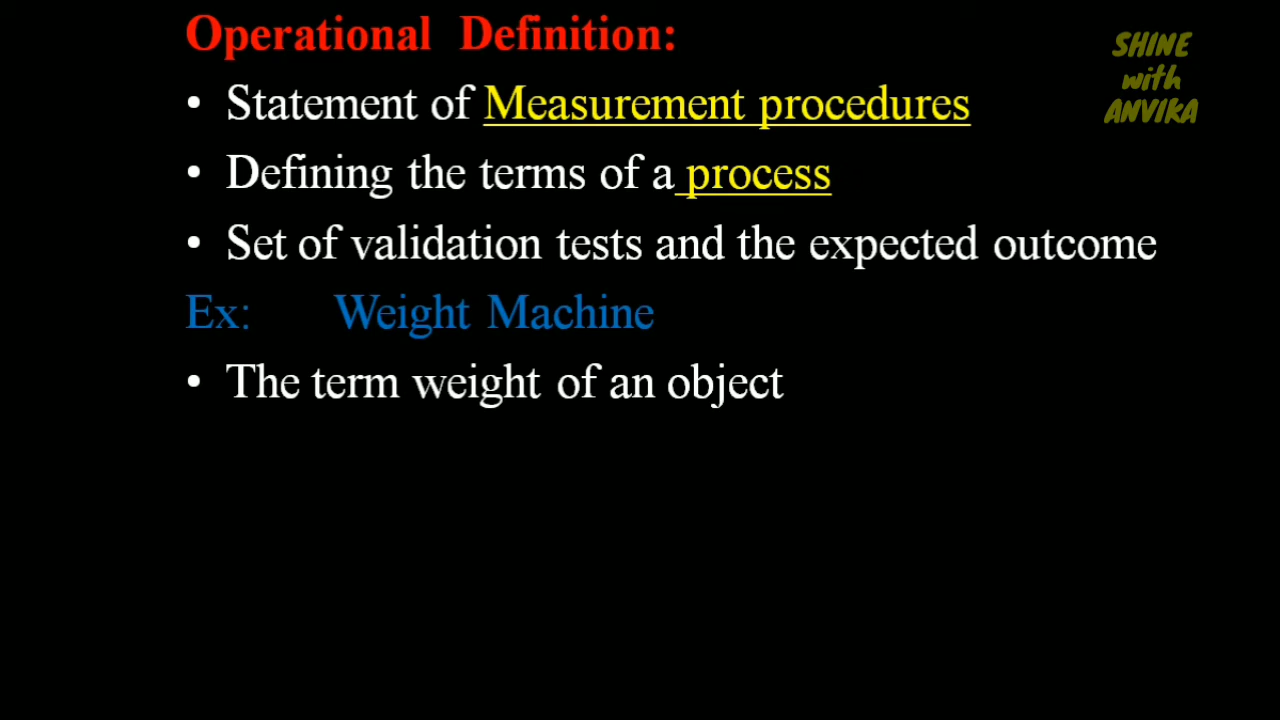 Operational Definition:
• Statement of Measurement procedures
• Defining the terms of a process
• Set of validation tests and the expected outcome
Ex: Weight Machine
• The term weight of an object
SHINE
with
ANVIKA